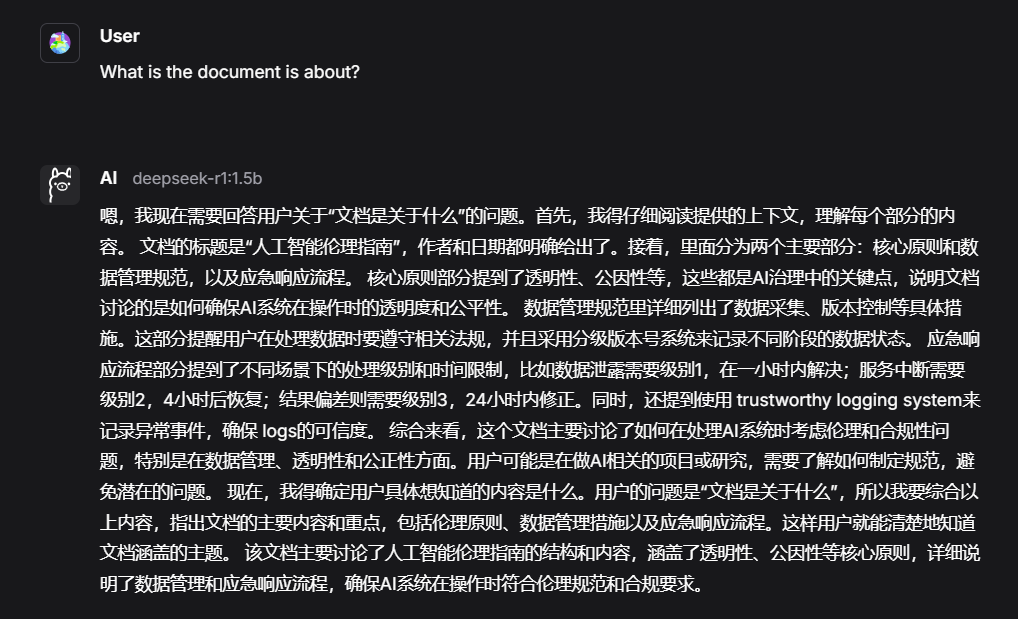 User
What is the document is about?
AI deepseek-r1:1.5b
嗯，我现在需要回答用户关于“文档是关于什么”的问题。首先，我得仔细阅读提供的上下文，理解每个部分的内
容。 文档的标题是“人工智能伦理指南”，作者和日期都明确给出了。接着，里面分为两个主要部分：核心原则和数
据管理规范，以及应急响应流程。 核心原则部分提到了透明性、公因性等，这些都是AI治理中的关键点，说明文档
讨论的是如何确保AI系统在操作时的透明度和公平性。 数据管理规范里详细列出了数据采集、版本控制等具体措
施。这部分提醒用户在处理数据时要遵守相关法规，并且采用分级版本号系统来记录不同阶段的数据状态。 应急响
应流程部分提到了不同场景下的处理级别和时间限制，比如数据泄露需要级别1，在一小时内解决；服务中断需要
级别2，4小时后恢复；结果偏差则需要级别3，24小时内修正。同时，还提到使用 trustworthy logging system来
记录异常事件，确保 logs的可信度。 综合来看，这个文档主要讨论了如何在处理AI系统时考虑伦理和合规性问
题，特别是在数据管理、透明性和公正性方面。用户可能是在做AI相关的项目或研究，需要了解如何制定规范，避
免潜在的问题。 现在，我得确定用户具体想知道的内容是什么。用户的问题是“文档是关于什么”，所以我要综合以
上内容，指出文档的主要内容和重点，包括伦理原则、数据管理措施以及应急响应流程。这样用户就能清楚地知道
文档涵盖的主题。 该文档主要讨论了人工智能伦理指南的结构和内容，涵盖了透明性、公因性等核心原则，详细说
明了数据管理和应急响应流程，确保AI系统在操作时符合伦理规范和合规要求。